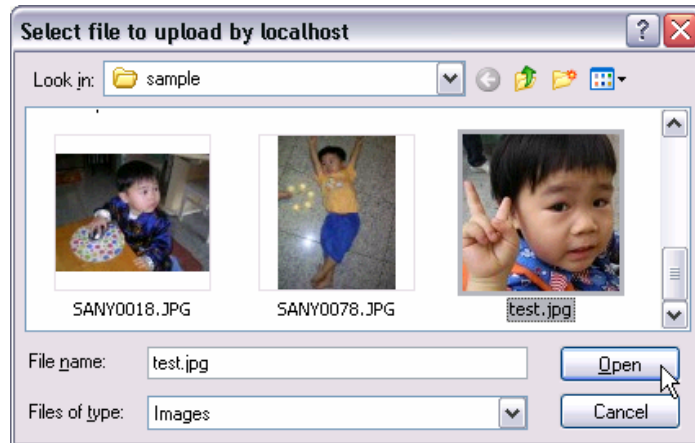 Select file to upload by localhost
Look in: sample
SANY0018.JPG SANY0078.JPG test.jpg
File name: test.jpg Open
Files of type: Images Cancel